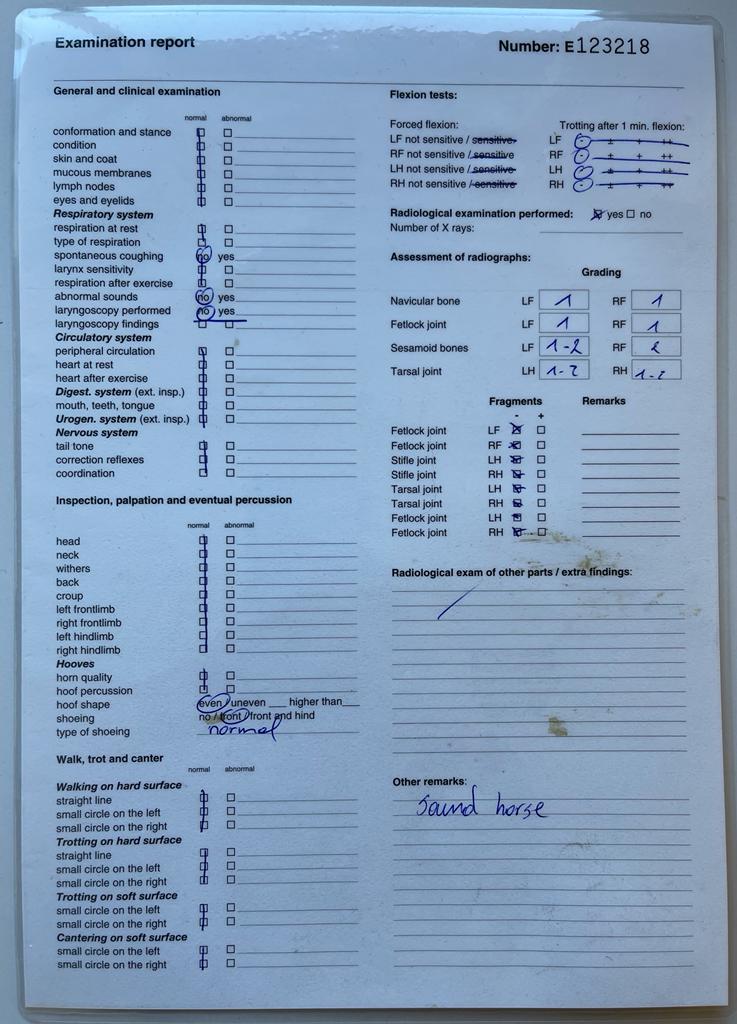 Examination report
Number: E123218
General and clinical examination
normal abnormal
conformation and stance
condition
skin and coat
mucous membranes
lymph nodes
eyes and eyelids
Respiratory system
respiration at rest
type of respiration
spontaneous coughing no yes
larynx sensitivity
respiration after exercise
abnormal sounds no yes
laryngoscopy performed no yes
laryngoscopy findings
Circulatory system
peripheral circulation
heart at rest
heart after exercise
Digest. system (ext. insp.)
mouth, teeth, tongue
Urogen. system (ext. insp.)
Nervous system
tail tone
correction reflexes
coordination
Inspection, palpation and eventual percussion
normal abnormal
head
neck
withers
back
croup
left frontlimb
right frontlimb
left hindlimb
right hindlimb
Hooves
horn quality
hoof percussion
hoof shape even / uneven ___ higher than___
shoeing no / front / front and hind
type of shoeing normal
Walk, trot and canter
normal abnormal
Walking on hard surface
straight line
small circle on the left
small circle on the right
Trotting on hard surface
straight line
small circle on the left
small circle on the right
Trotting on soft surface
small circle on the left
small circle on the right
Cantering on soft surface
small circle on the left
small circle on the right
Flexion tests:
Forced flexion: Trotting after 1 min. flexion:
LF not sensitive / sensitive LF - ± + ++
RF not sensitive / sensitive RF - ± + ++
LH not sensitive / sensitive LH - ± + ++
RH not sensitive / sensitive RH - ± + ++
Radiological examination performed: yes no
Number of X rays:
Assessment of radiographs:
Grading
Navicular bone LF 1 RF 1
Fetlock joint LF 1 RF 1
Sesamoid bones LF 1-2 RF 2
Tarsal joint LH 1-2 RH 1-2
Fragments Remarks
- +
Fetlock joint LF
Fetlock joint RF
Stifle joint LH
Stifle joint RH
Tarsal joint LH
Tarsal joint RH
Fetlock joint LH
Fetlock joint RH
Radiological exam of other parts / extra findings:
Other remarks:
Sound horse